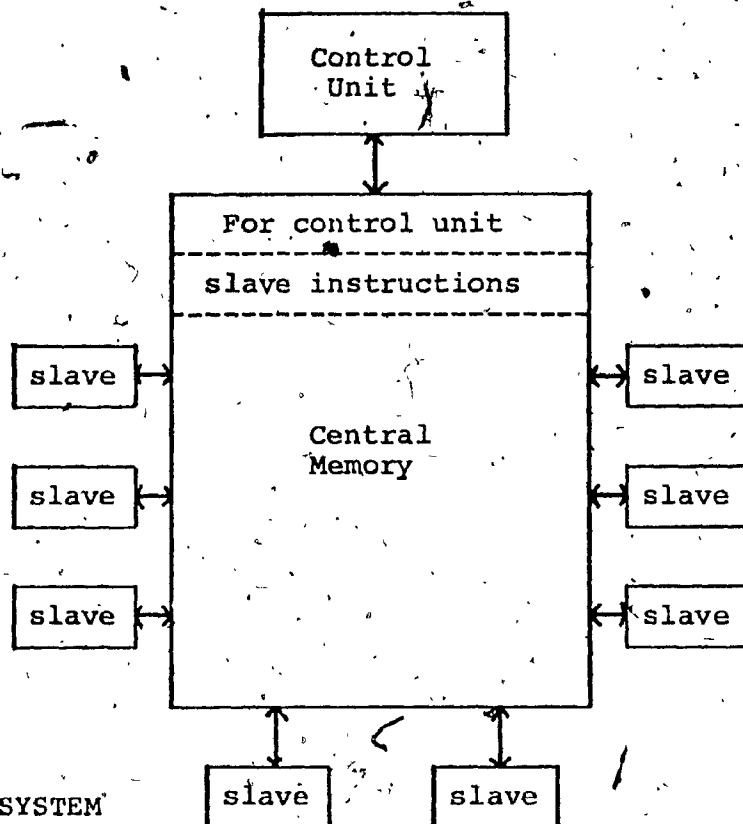 Control
Unit
For control unit
slave instructions
slave
slave
Central
Memory
slave
slave
slave
slave
slave
slave
SYSTEM